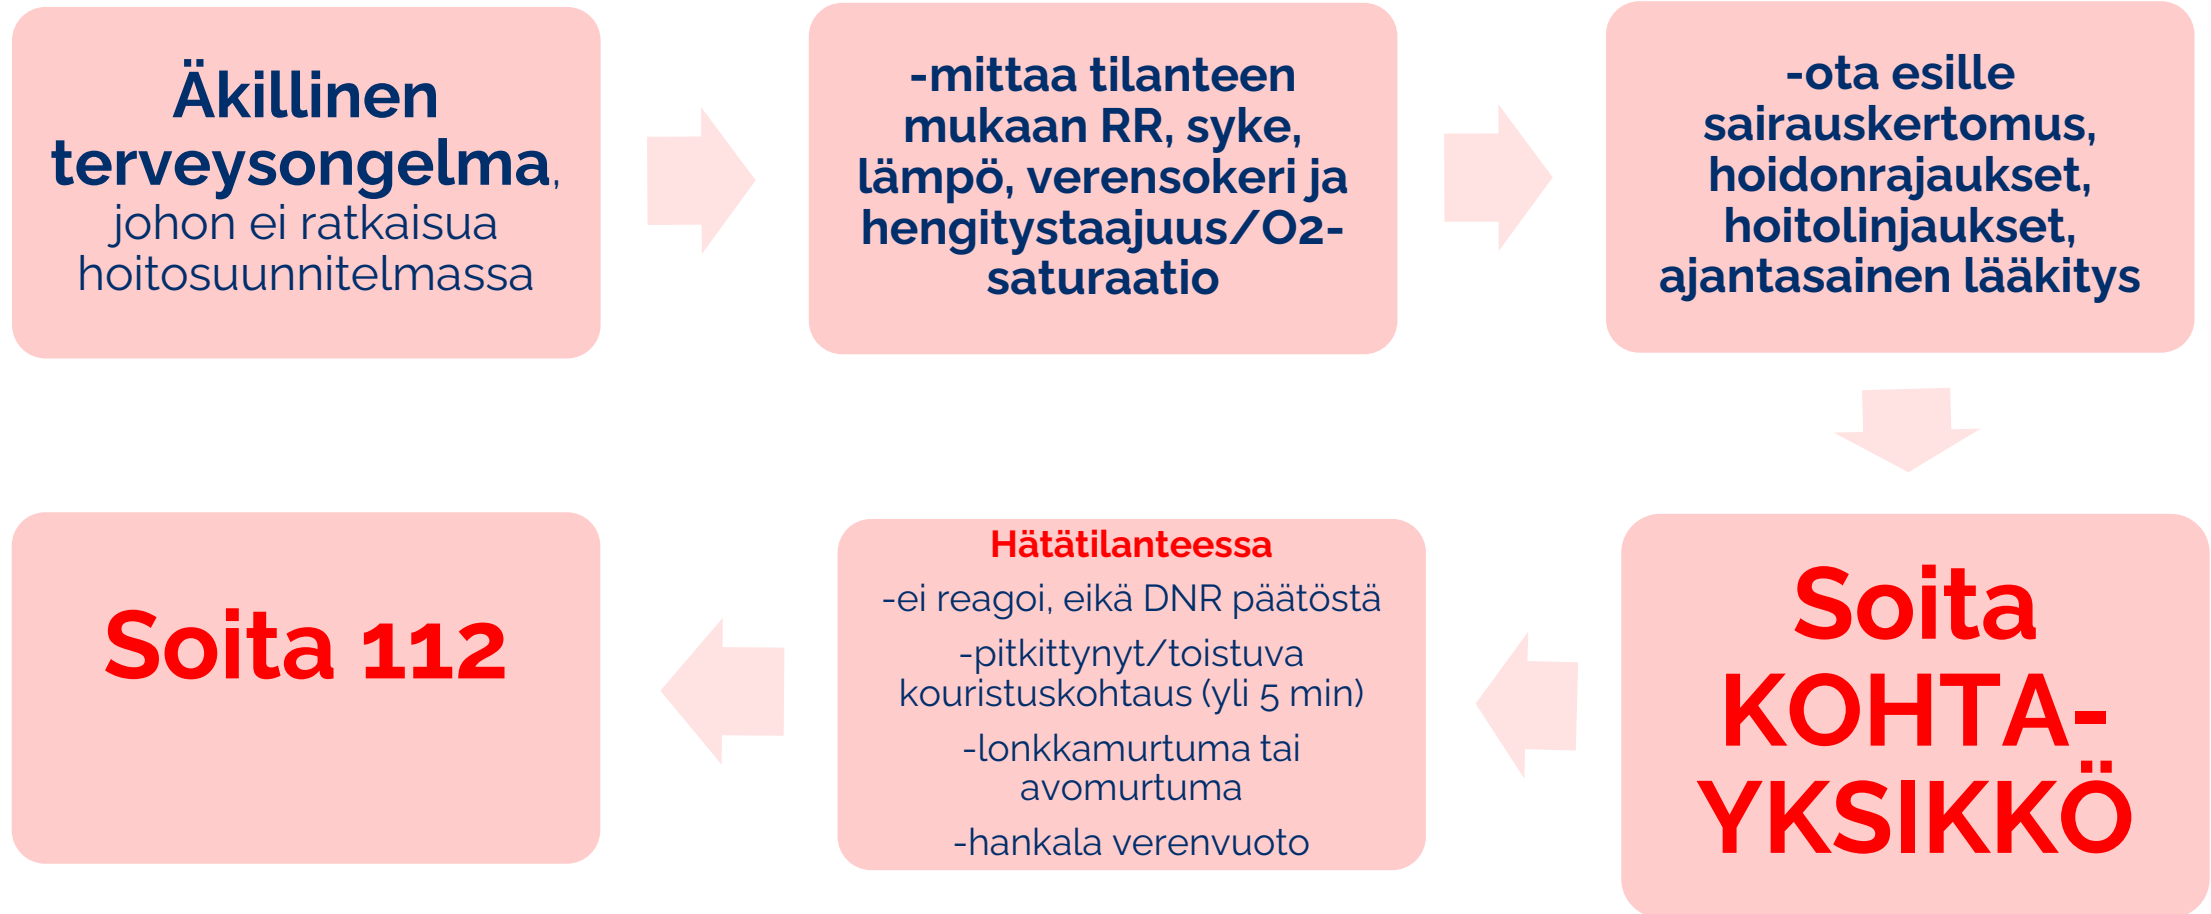 Äkillinen
terveysongelma,
johon ei ratkaisua
hoitosuunnitelmassa
-mittaa tilanteen
mukaan RR, syke,
lämpö, verensokeri ja
hengitystaajuus/O2-
saturaatio
-ota esille
sairauskertomus,
hoidonrajaukset,
hoitolinjaukset,
ajantasainen lääkitys
Soita
KOHTA-
YKSIKKÖ
Hätätilanteessa
-ei reagoi, eikä DNR päätöstä
-pitkittynyt/toistuva
kouristuskohtaus (yli 5 min)
-lonkkamurtuma tai
avomurtuma
-hankala verenvuoto
Soita 112